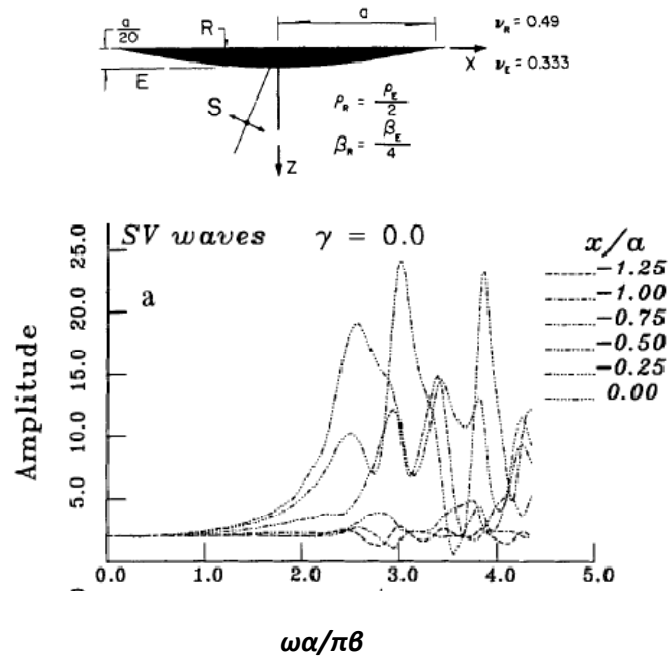 a/20
R
a
ν_R = 0.49
X
ν_E = 0.333
E
S
ρ_R = ρ_E/2
β_R = β_E/4
Z
SV waves γ = 0.0
x/a
a
-1.25
-1.00
-0.75
-0.50
-0.25
0.00
Amplitude
25.0
20.0
15.0
10.0
5.0
0.0 1.0 2.0 3.0 4.0 5.0
ωα/πβ